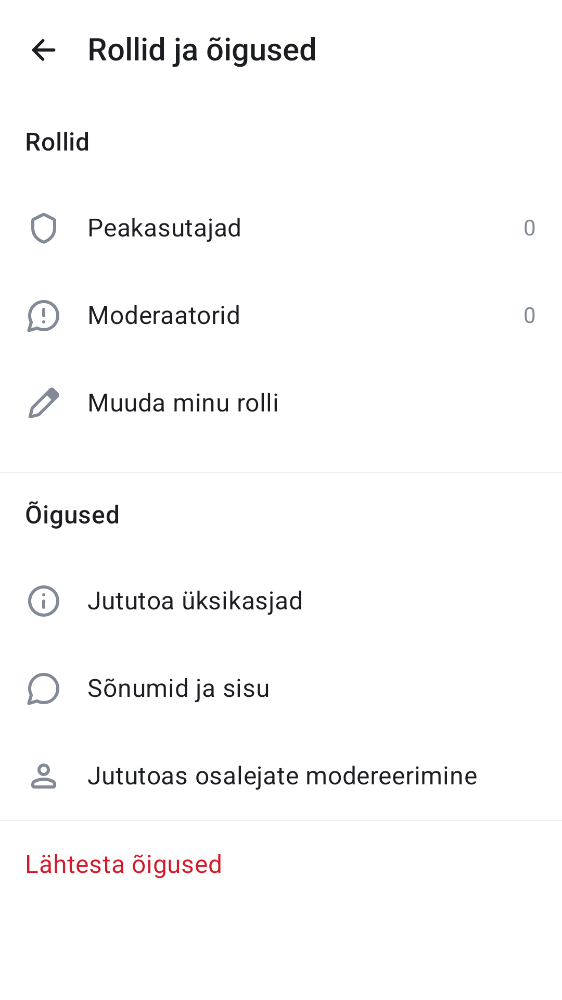 Rollid ja õigused
Rollid
Peakasutajad 0
Moderaatorid 0
Muuda minu rolli
Õigused
Jututoa üksikasjad
Sõnumid ja sisu
Jututoas osalejate modereerimine
Lähtesta õigused